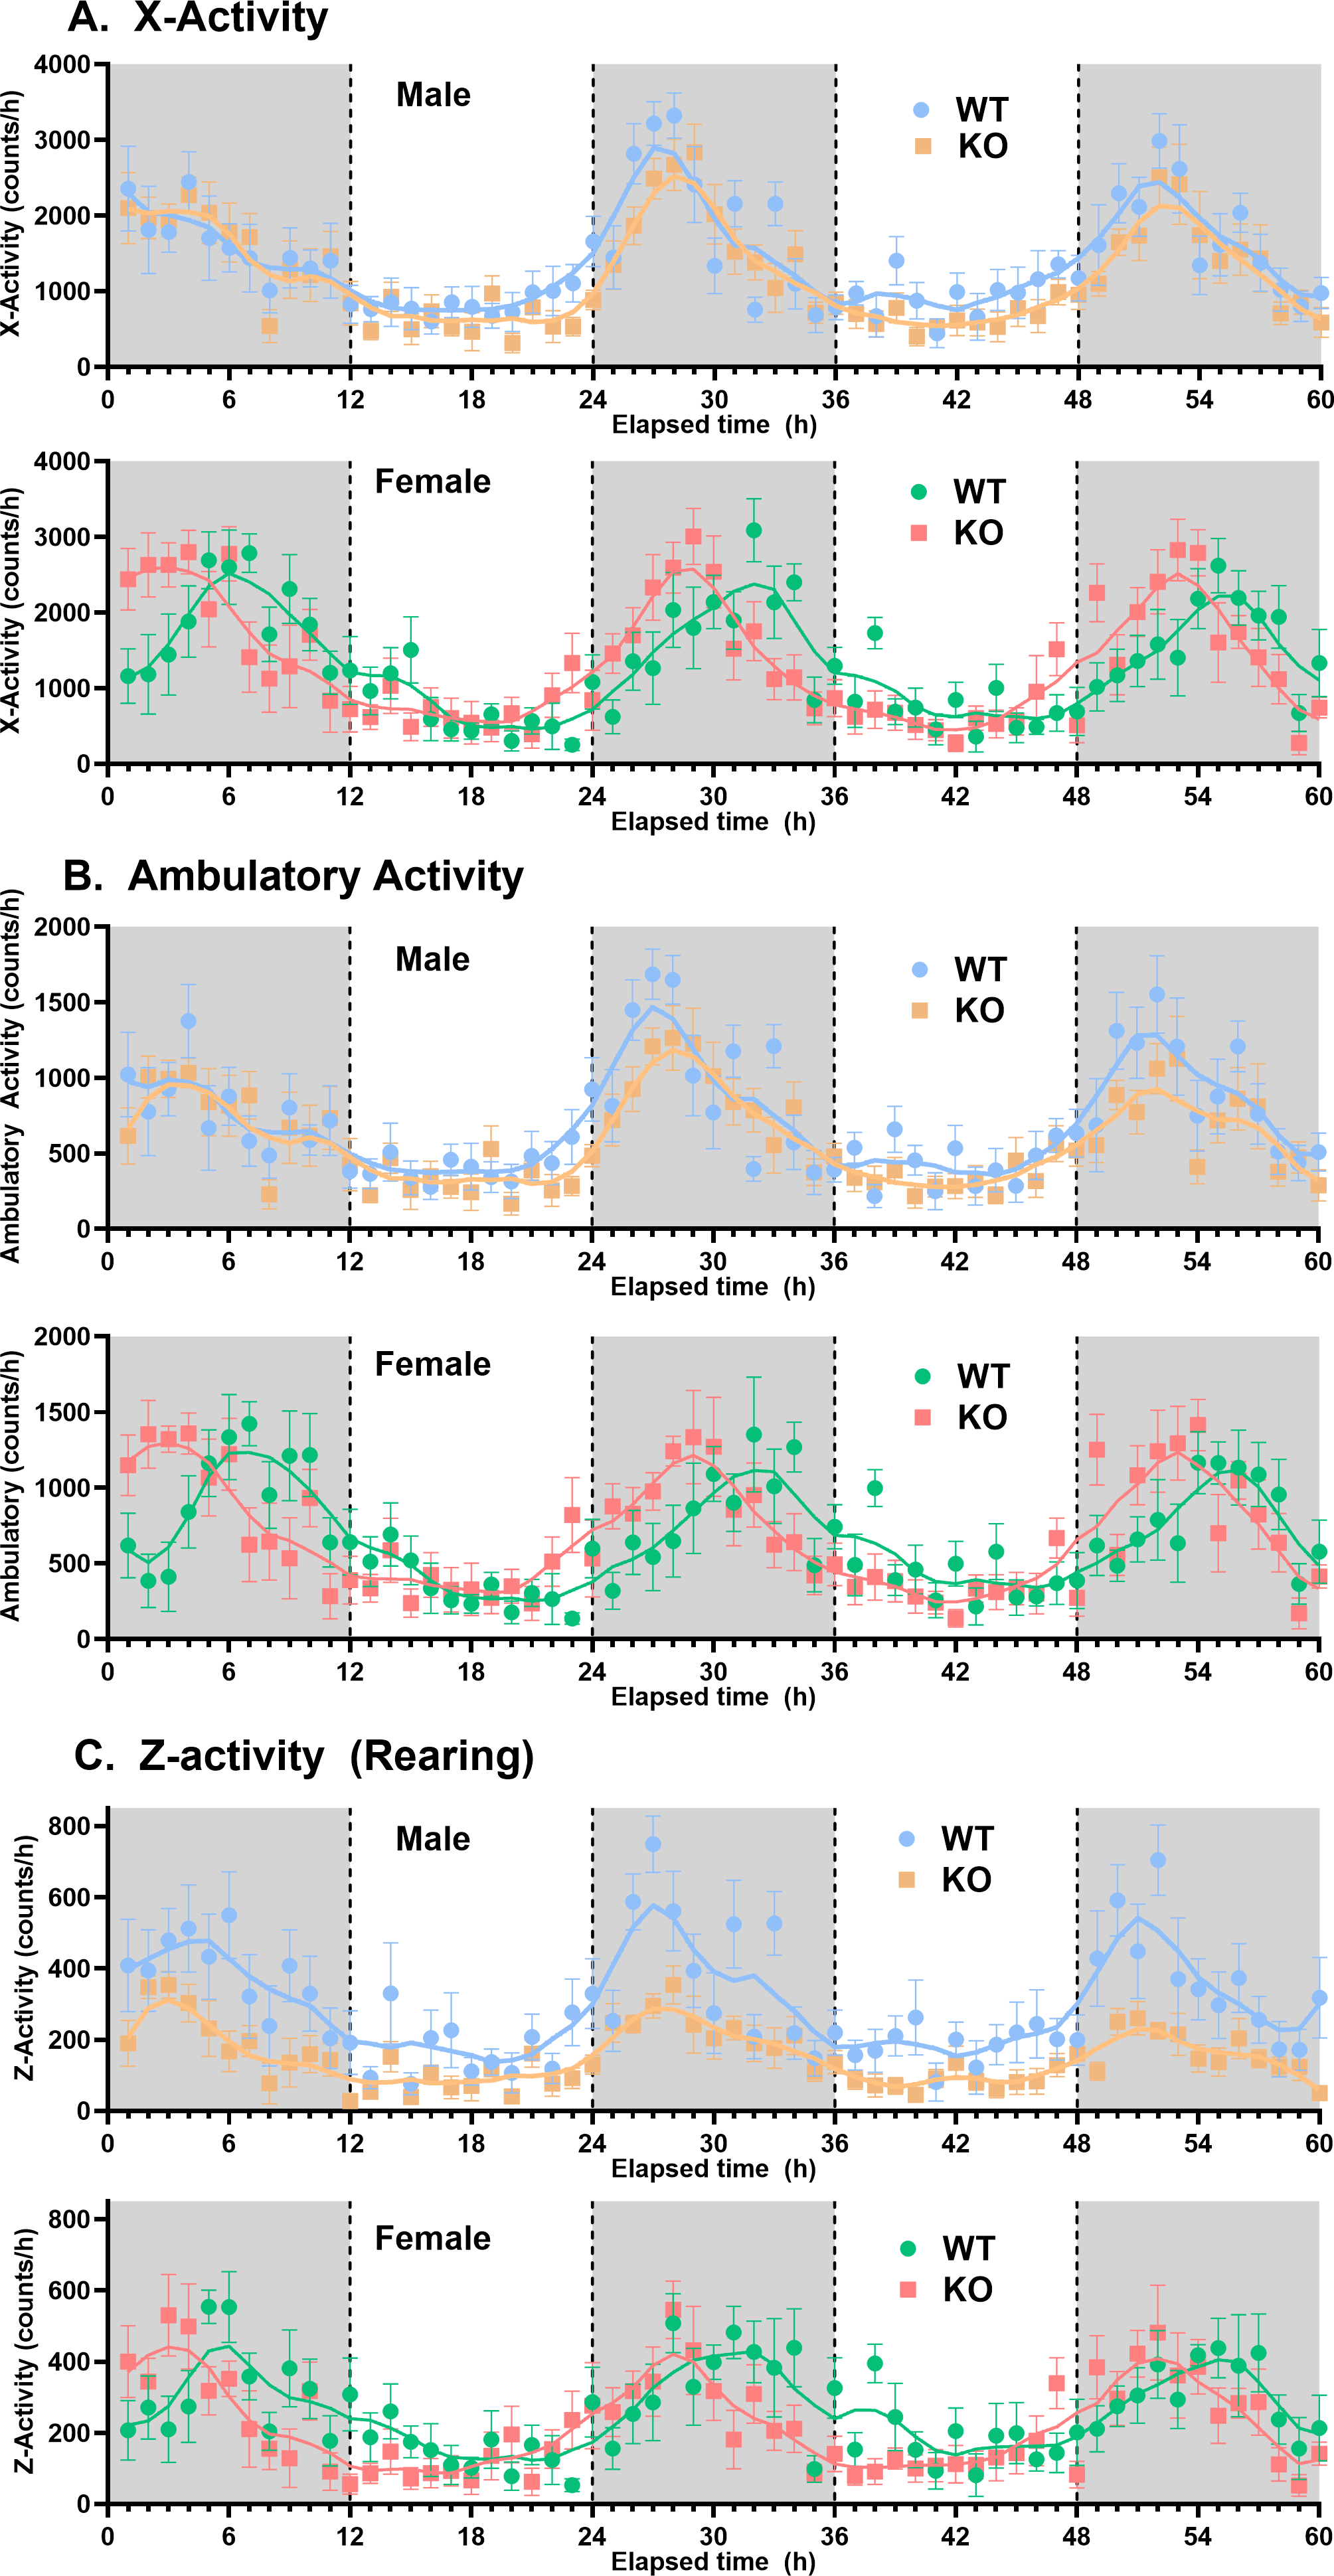 A. X-Activity
X-Activity (counts/h)
4000
3000
2000
1000
0
Male
WT
KO
0 6 12 18 24 30 36 42 48 54 60
Elapsed time (h)
X-Activity (counts/h)
4000
3000
2000
1000
0
Female
WT
KO
0 6 12 18 24 30 36 42 48 54 60
Elapsed time (h)
B. Ambulatory Activity
Ambulatory Activity (counts/h)
2000
1500
1000
500
0
Male
WT
KO
0 6 12 18 24 30 36 42 48 54 60
Elapsed time (h)
Ambulatory (counts/h)
2000
1500
1000
500
0
Female
WT
KO
0 6 12 18 24 30 36 42 48 54 60
Elapsed time (h)
C. Z-activity (Rearing)
Z-Activity (counts/h)
800
600
400
200
0
Male
WT
KO
0 6 12 18 24 30 36 42 48 54 60
Elapsed time (h)
Z-Activity (counts/h)
800
600
400
200
0
Female
WT
KO
0 6 12 18 24 30 36 42 48 54 60
Elapsed time (h)